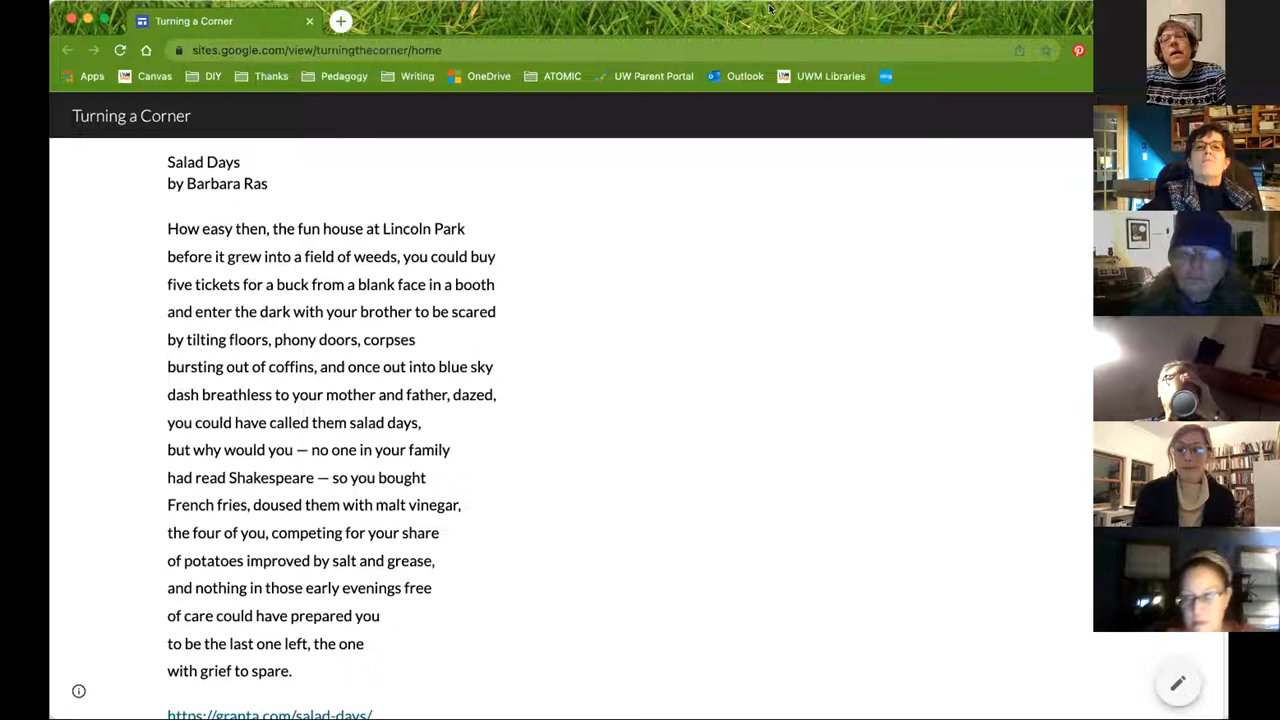 Turning a Corner
sites.google.com/view/turningthecorner/home
Apps Canvas DIY Thanks Pedagogy Writing OneDrive ATOMIC UW Parent Portal Outlook UWM Libraries
Turning a Corner
Salad Days
by Barbara Ras
How easy then, the fun house at Lincoln Park
before it grew into a field of weeds, you could buy
five tickets for a buck from a blank face in a booth
and enter the dark with your brother to be scared
by tilting floors, phony doors, corpses
bursting out of coffins, and once out into blue sky
dash breathless to your mother and father, dazed,
you could have called them salad days,
but why would you — no one in your family
had read Shakespeare — so you bought
French fries, doused them with malt vinegar,
the four of you, competing for your share
of potatoes improved by salt and grease,
and nothing in those early evenings free
of care could have prepared you
to be the last one left, the one
with grief to spare.
https://granta.com/salad-days/